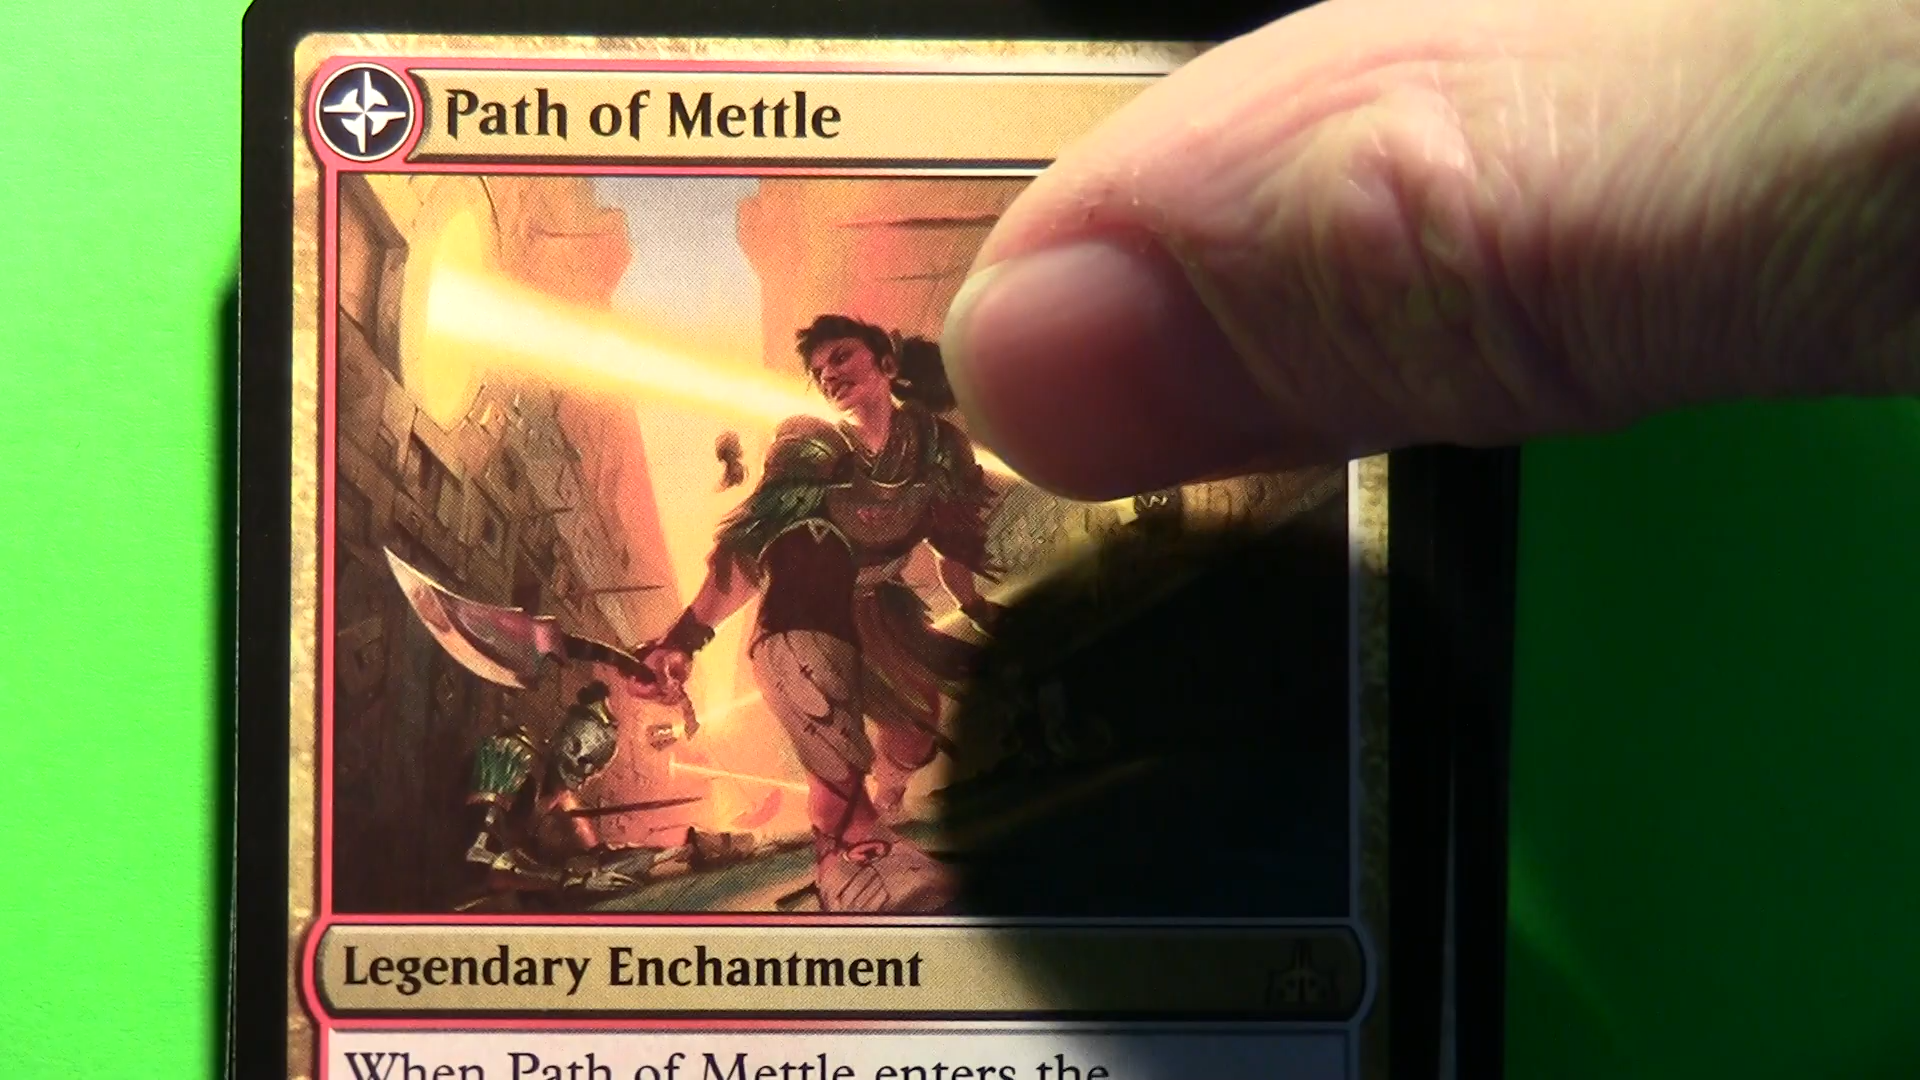 Path of Mettle
Legendary Enchantment
When Path of Mettle enters the